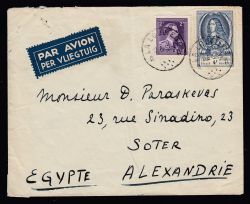 PAR AVION
PER VLIEGTUIG
Monsieur D. Paraskevas
23, rue Sinadino, 23
SOTER
EGYPTE ALEXANDRIE